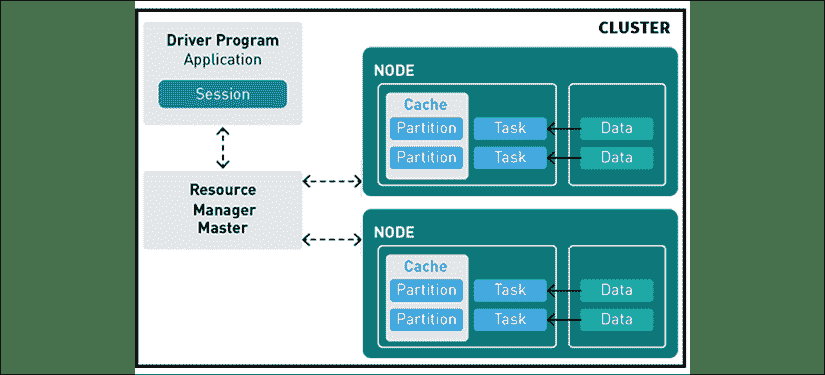 CLUSTER
Driver Program
Application
Session
Resource
Manager
Master
NODE
Cache
Partition Task Data
Partition Task Data
NODE
Cache
Partition Task Data
Partition Task Data